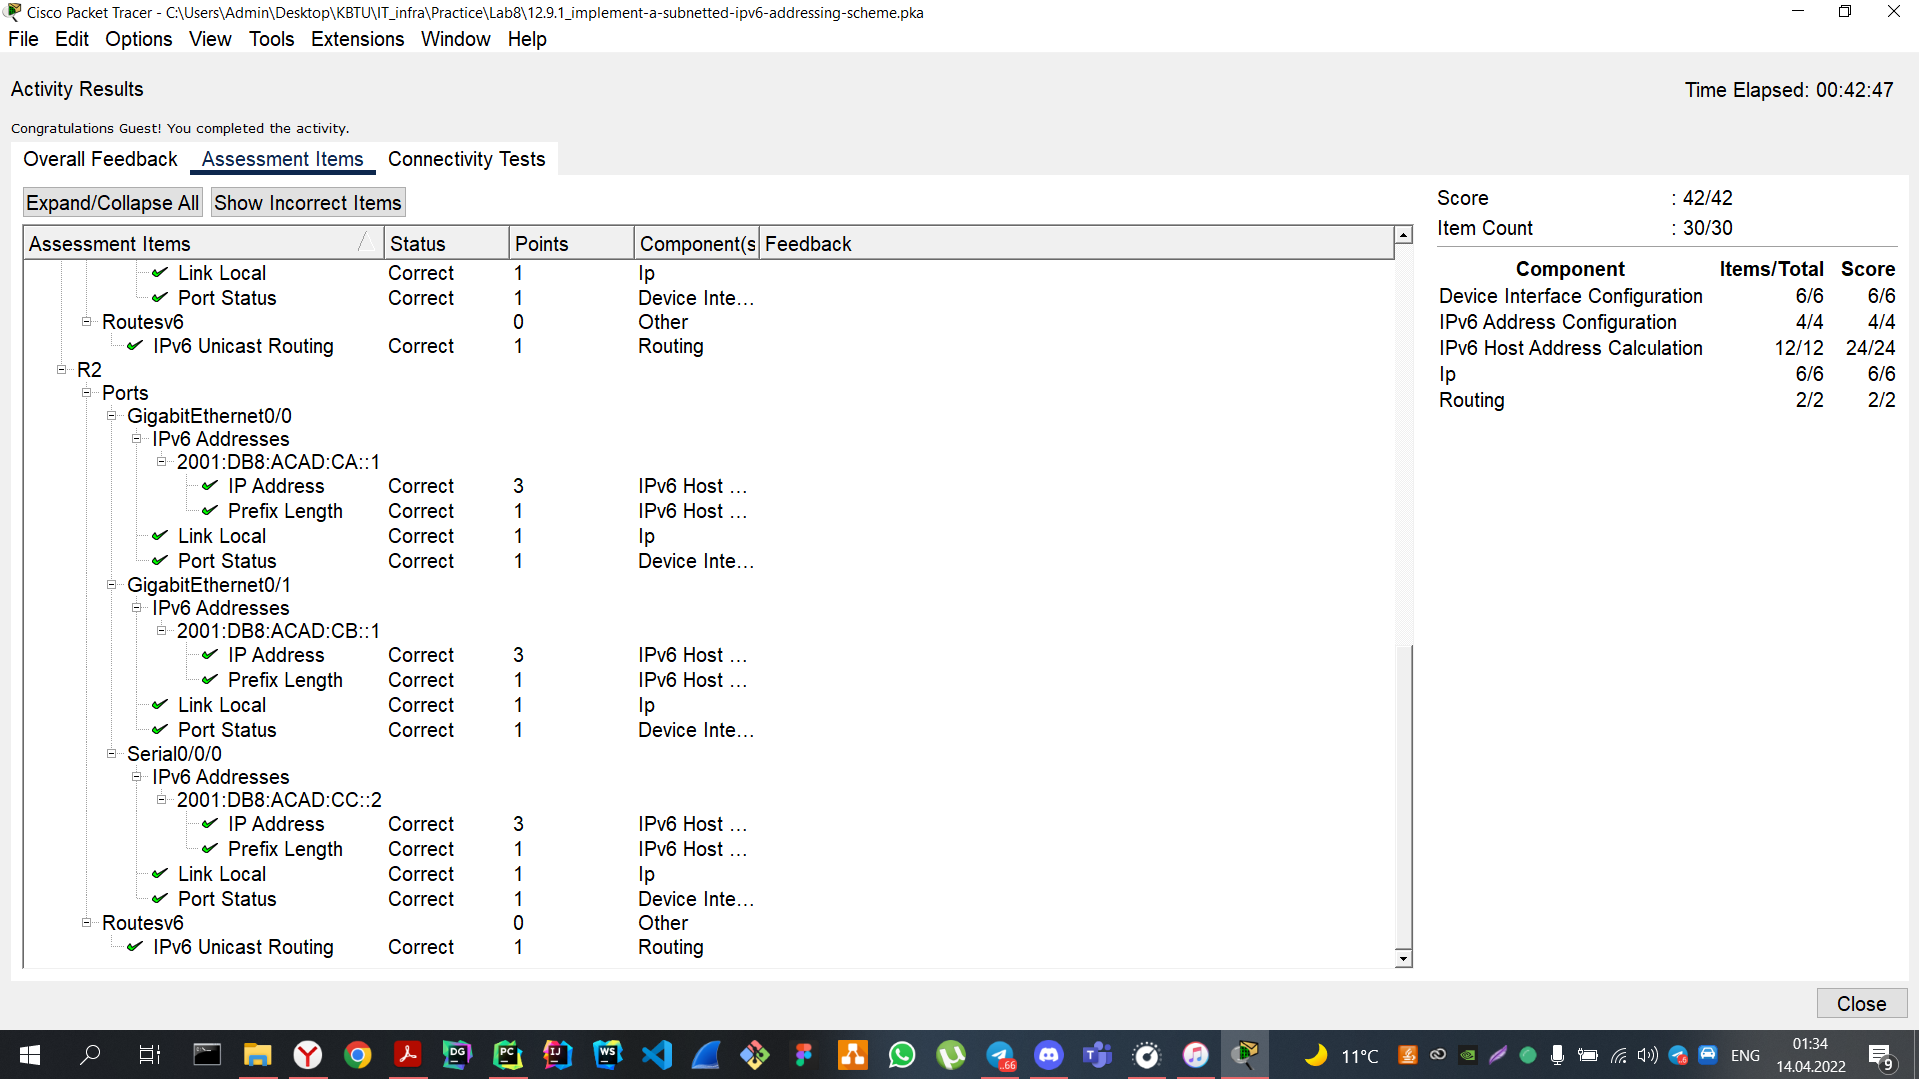 Cisco Packet Tracer - C:\Users\Admin\Desktop\KBTU\IT_infra\Practice\Lab8\12.9.1_implement-a-subnetted-ipv6-addressing-scheme.pka
File Edit Options View Tools Extensions Window Help
Activity Results
Time Elapsed: 00:42:47
Congratulations Guest! You completed the activity.
Overall Feedback Assessment Items Connectivity Tests
Expand/Collapse All Show Incorrect Items
Assessment Items Status Points Component(s Feedback
Link Local Correct 1 Ip
Port Status Correct 1 Device Inte...
Routesv6 0 Other
IPv6 Unicast Routing Correct 1 Routing
R2
Ports
GigabitEthernet0/0
IPv6 Addresses
2001:DB8:ACAD:CA::1
IP Address Correct 3 IPv6 Host ...
Prefix Length Correct 1 IPv6 Host ...
Link Local Correct 1 Ip
Port Status Correct 1 Device Inte...
GigabitEthernet0/1
IPv6 Addresses
2001:DB8:ACAD:CB::1
IP Address Correct 3 IPv6 Host ...
Prefix Length Correct 1 IPv6 Host ...
Link Local Correct 1 Ip
Port Status Correct 1 Device Inte...
Serial0/0/0
IPv6 Addresses
2001:DB8:ACAD:CC::2
IP Address Correct 3 IPv6 Host ...
Prefix Length Correct 1 IPv6 Host ...
Link Local Correct 1 Ip
Port Status Correct 1 Device Inte...
Routesv6 0 Other
IPv6 Unicast Routing Correct 1 Routing
Score : 42/42
Item Count : 30/30
Component Items/Total Score
Device Interface Configuration 6/6 6/6
IPv6 Address Configuration 4/4 4/4
IPv6 Host Address Calculation 12/12 24/24
Ip 6/6 6/6
Routing 2/2 2/2
Close
DG
PC
IJ
WS
.66
11°C
ENG
01:34
14.04.2022
9